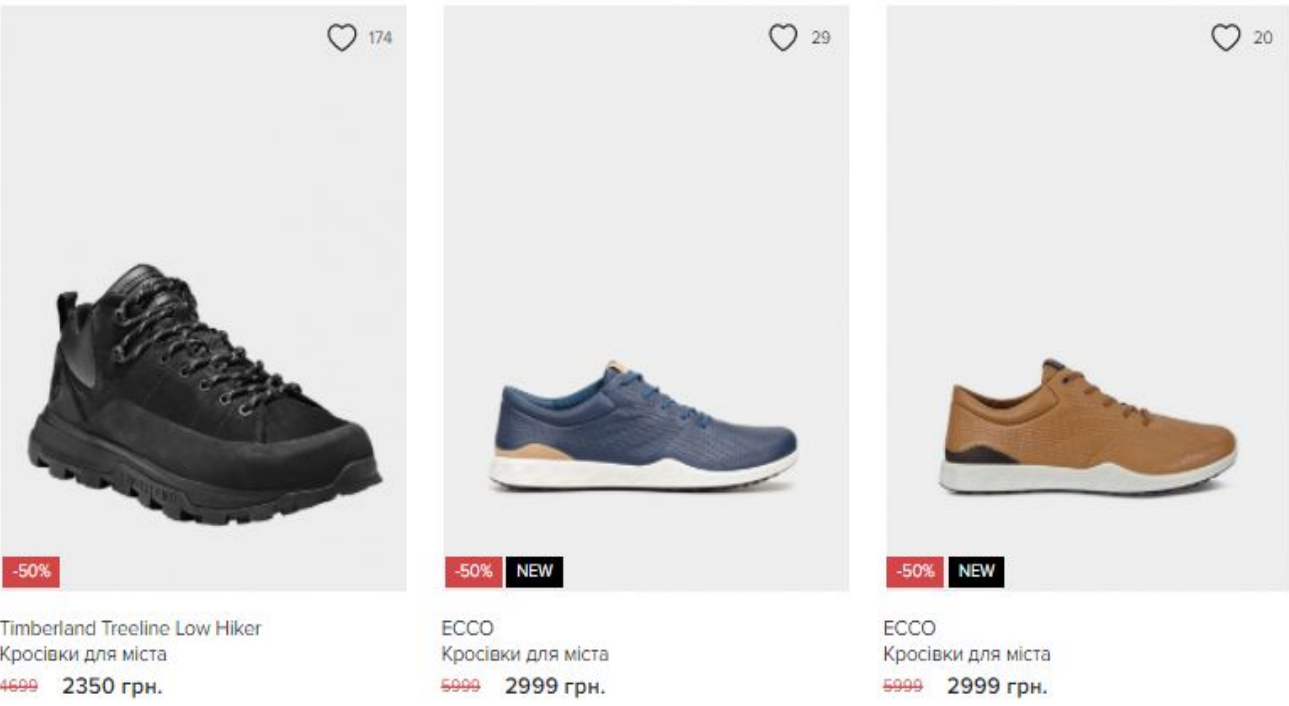 174
-50%
Timberland Treeline Low Hiker
Кросівки для міста
4699 2350 грн.
29
-50% NEW
ECCO
Кросівки для міста
5999 2999 грн.
20
-50% NEW
ECCO
Кросівки для міста
5999 2999 грн.